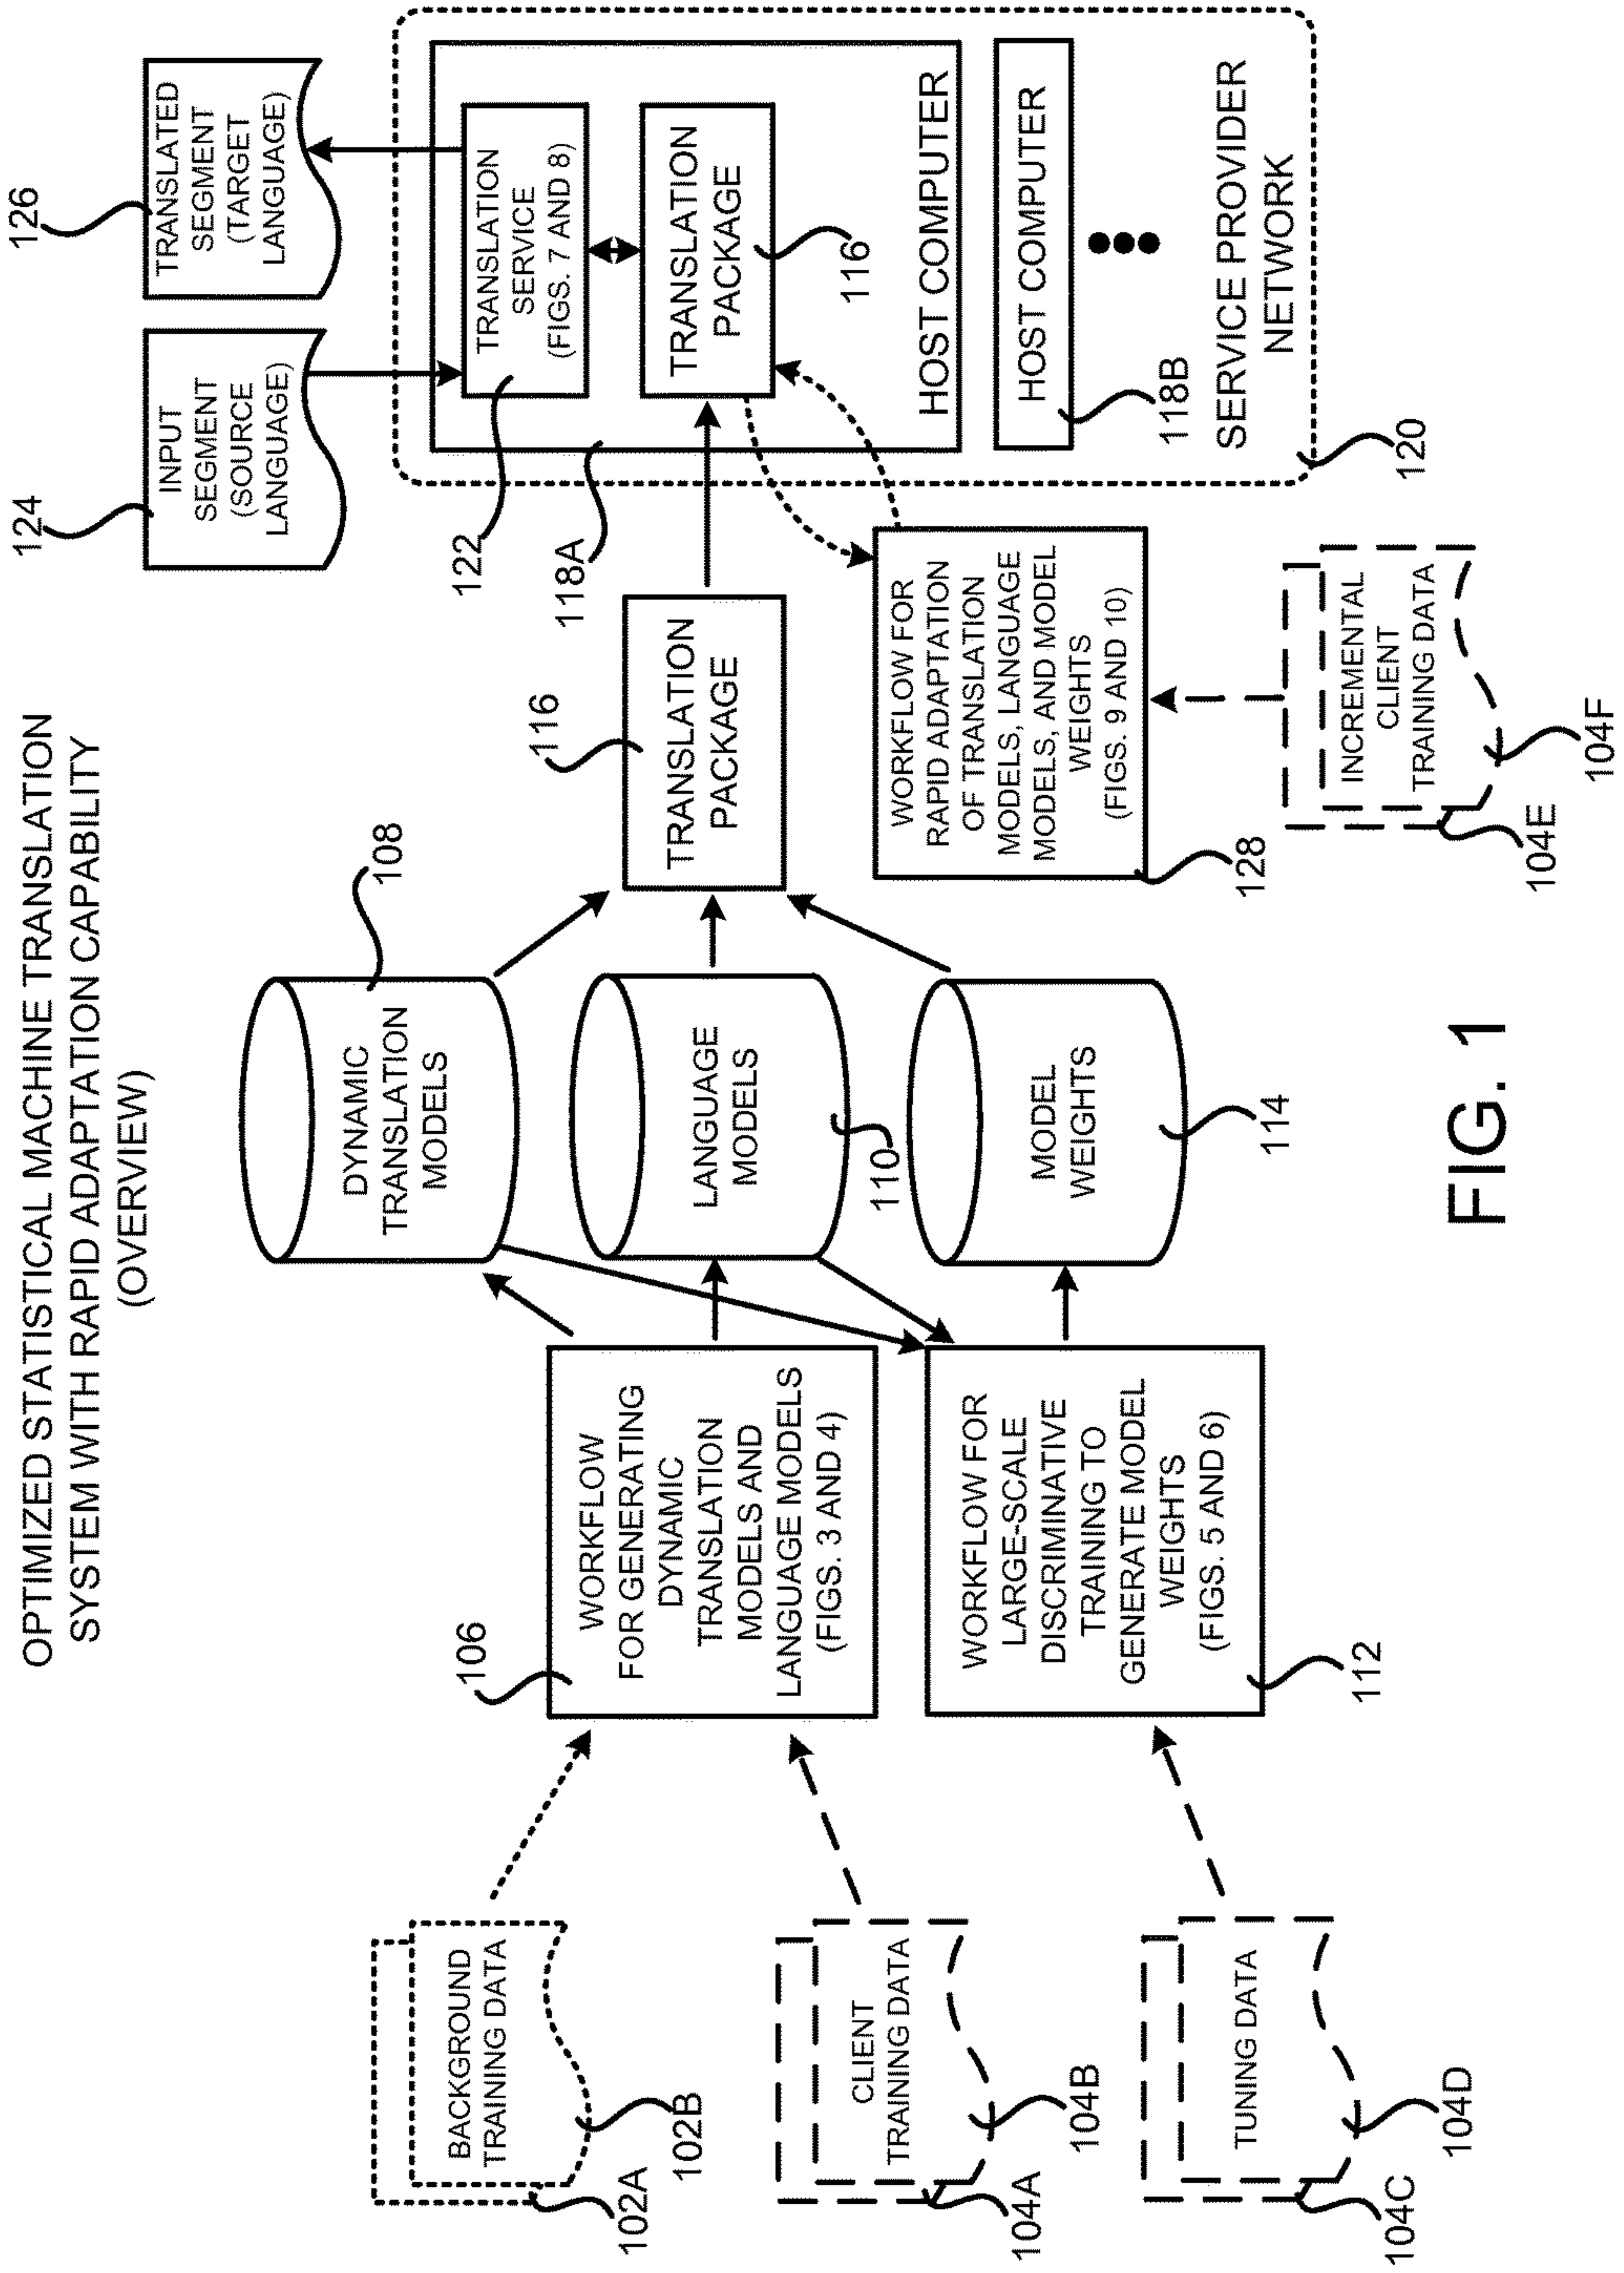 OPTIMIZED STATISTICAL MACHINE TRANSLATION
SYSTEM WITH RAPID ADAPTATION CAPABILITY
(OVERVIEW)
102A
102B
BACKGROUND
TRAINING DATA
104A
104B
CLIENT
TRAINING DATA
104C
104D
TUNING DATA
106
WORKFLOW
FOR GENERATING
DYNAMIC
TRANSLATION
MODELS AND
LANGUAGE MODELS
(FIGS. 3 AND 4)
112
WORKFLOW FOR
LARGE-SCALE
DISCRIMINATIVE
TRAINING TO
GENERATE MODEL
WEIGHTS
(FIGS. 5 AND 6)
108
DYNAMIC
TRANSLATION
MODELS
110
LANGUAGE
MODELS
114
MODEL
WEIGHTS
116
TRANSLATION
PACKAGE
128
WORKFLOW FOR
RAPID ADAPTATION
OF TRANSLATION
MODELS, LANGUAGE
MODELS, AND MODEL
WEIGHTS
(FIGS. 9 AND 10)
104E
104F
INCREMENTAL
CLIENT
TRAINING DATA
124
INPUT
SEGMENT
(SOURCE
LANGUAGE)
126
TRANSLATED
SEGMENT
(TARGET
LANGUAGE)
122
118A
TRANSLATION
SERVICE
(FIGS. 7 AND 8)
TRANSLATION
PACKAGE
116
HOST COMPUTER
HOST COMPUTER
118B
SERVICE PROVIDER
NETWORK
120
FIG. 1